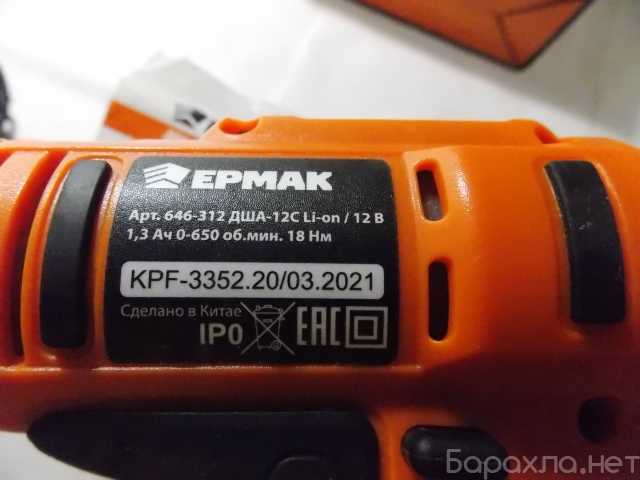 ЕРМАК
Арт. 646-312 ДША-12С Li-on / 12 В
1,3 Ач 0-650 об.мин. 18 Нм
KPF-3352.20/03.2021
Сделано в Китае
IP0 EAC
Барахла.нет